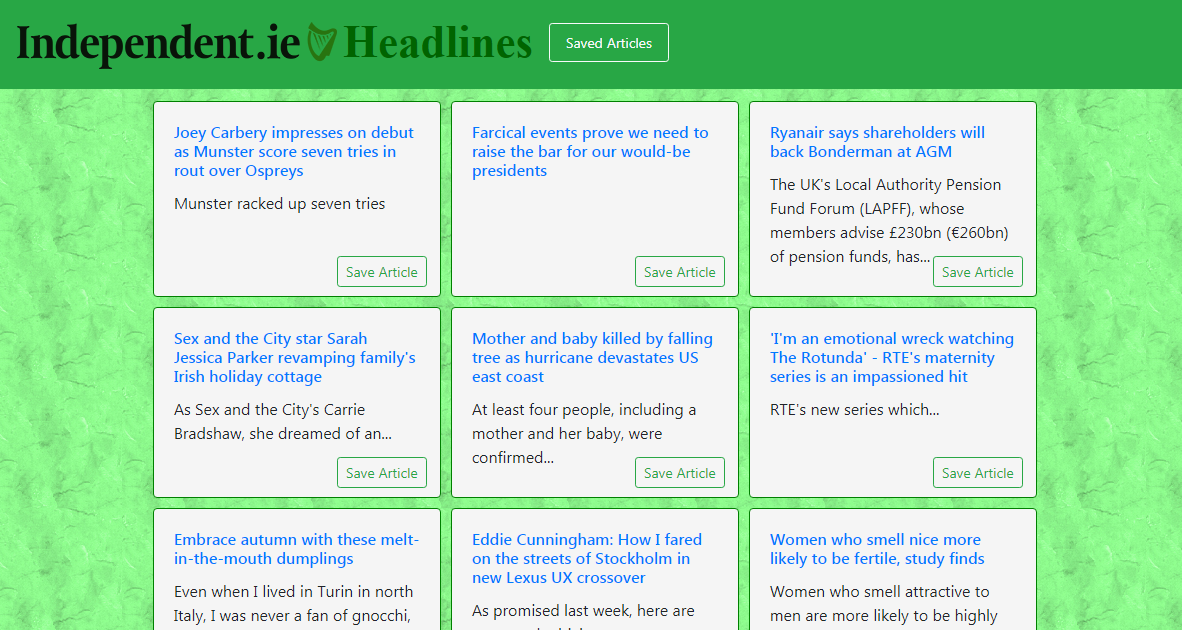 Independent.ie Headlines
Saved Articles
Joey Carbery impresses on debut
as Munster score seven tries in
rout over Ospreys
Munster racked up seven tries
Save Article
Farcical events prove we need to
raise the bar for our would-be
presidents
Save Article
Ryanair says shareholders will
back Bonderman at AGM
The UK's Local Authority Pension
Fund Forum (LAPFF), whose
members advise £230bn (€260bn)
of pension funds, has...
Save Article
Sex and the City star Sarah
Jessica Parker revamping family's
Irish holiday cottage
As Sex and the City's Carrie
Bradshaw, she dreamed of an...
Save Article
Mother and baby killed by falling
tree as hurricane devastates US
east coast
At least four people, including a
mother and her baby, were
confirmed...
Save Article
'I'm an emotional wreck watching
The Rotunda' - RTE's maternity
series is an impassioned hit
RTE's new series which...
Save Article
Embrace autumn with these melt-
in-the-mouth dumplings
Even when I lived in Turin in north
Italy, I was never a fan of gnocchi,
Eddie Cunningham: How I fared
on the streets of Stockholm in
new Lexus UX crossover
As promised last week, here are
Women who smell nice more
likely to be fertile, study finds
Women who smell attractive to
men are more likely to be highly